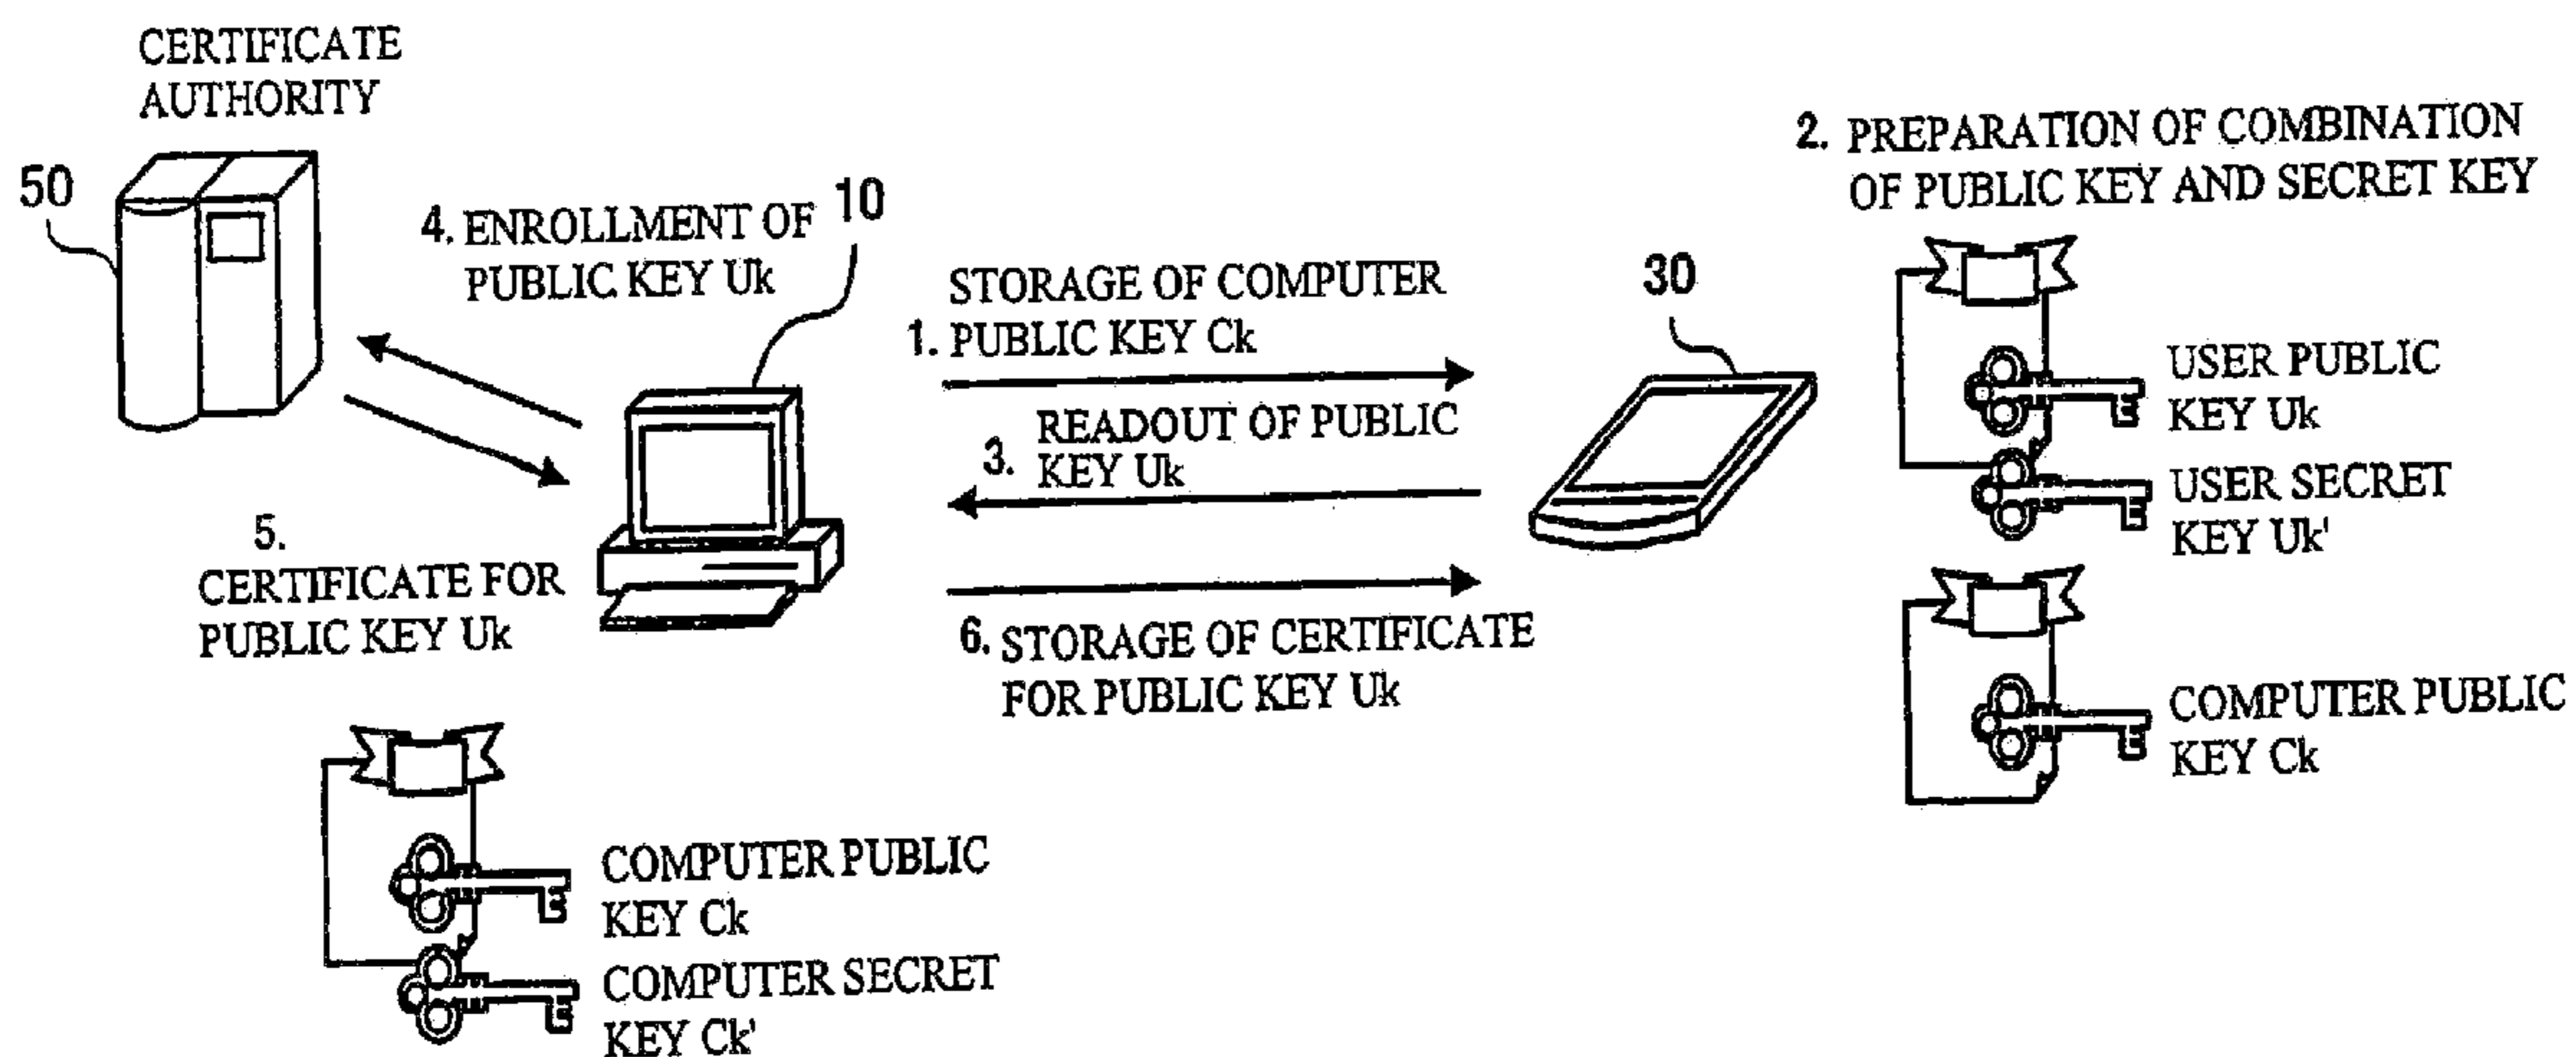 CERTIFICATE
AUTHORITY
50
4. ENROLLMENT OF
PUBLIC KEY Uk
10
STORAGE OF COMPUTER
1. PUBLIC KEY Ck
READOUT OF PUBLIC
3. KEY Uk
30
2. PREPARATION OF COMBINATION
OF PUBLIC KEY AND SECRET KEY
USER PUBLIC
KEY Uk
USER SECRET
KEY Uk'
5.
CERTIFICATE FOR
PUBLIC KEY Uk
6. STORAGE OF CERTIFICATE
FOR PUBLIC KEY Uk
COMPUTER PUBLIC
KEY Ck
COMPUTER PUBLIC
KEY Ck
COMPUTER SECRET
KEY Ck'